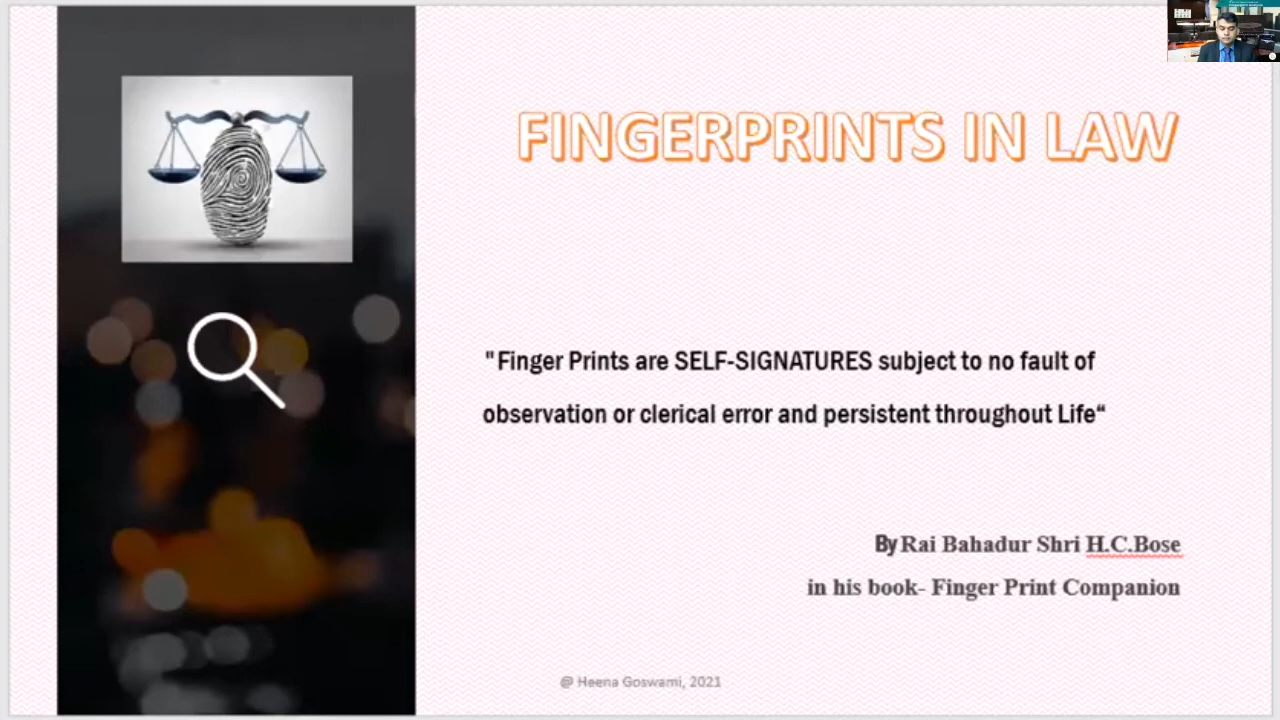 FINGERPRINTS IN LAW
"Finger Prints are SELF-SIGNATURES subject to no fault of
observation or clerical error and persistent throughout Life“
By Rai Bahadur Shri H.C.Bose
in his book- Finger Print Companion
@ Heena Goswami, 2021